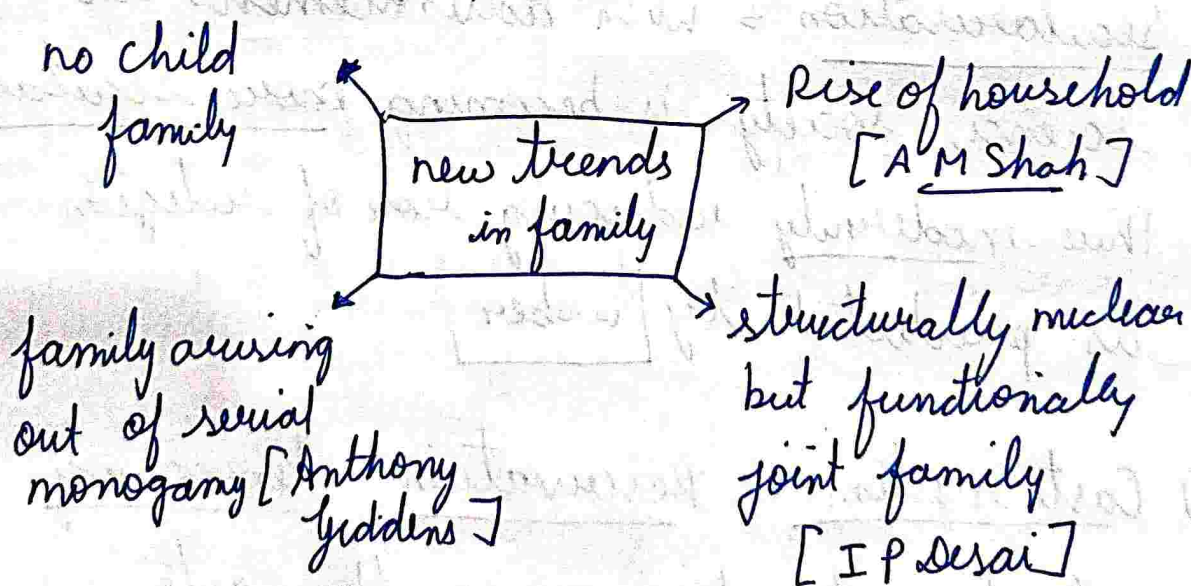 no child
family
Rise of household
[A M Shah]
new trends
in family
family arising
out of serial
monogamy [Anthony
Giddens]
structurally nuclear
but functionally
joint family
[I P Desai]